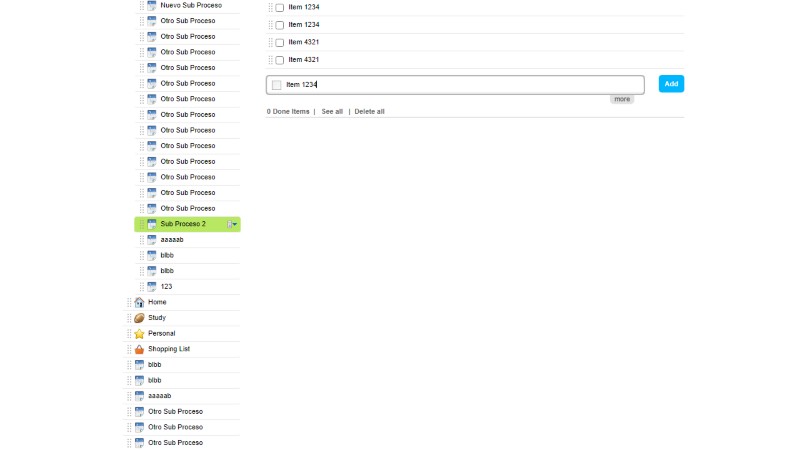 Nuevo Sub Proceso
Otro Sub Proceso
Otro Sub Proceso
Otro Sub Proceso
Otro Sub Proceso
Otro Sub Proceso
Otro Sub Proceso
Otro Sub Proceso
Otro Sub Proceso
Otro Sub Proceso
Otro Sub Proceso
Otro Sub Proceso
Otro Sub Proceso
Otro Sub Proceso
Sub Proceso 2
aaaaab
blbb
blbb
123
Home
Study
Personal
Shopping List
blbb
blbb
aaaaab
Otro Sub Proceso
Otro Sub Proceso
Otro Sub Proceso
Item 1234
Item 1234
Item 4321
Item 4321
Item 1234
Add
more
0 Done Items | See all | Delete all